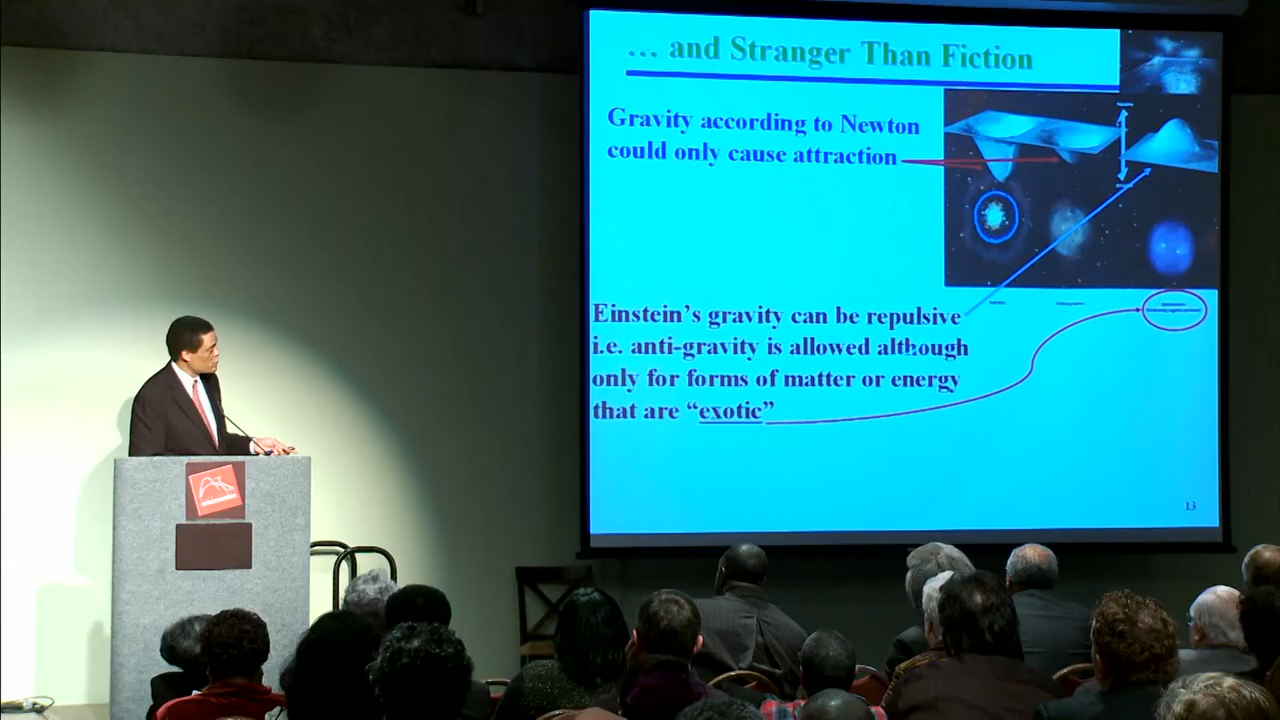 ... and Stranger Than Fiction
Gravity according to Newton
could only cause attraction
Einstein's gravity can be repulsive
i.e. anti-gravity is allowed although
only for forms of matter or energy
that are “exotic”
13